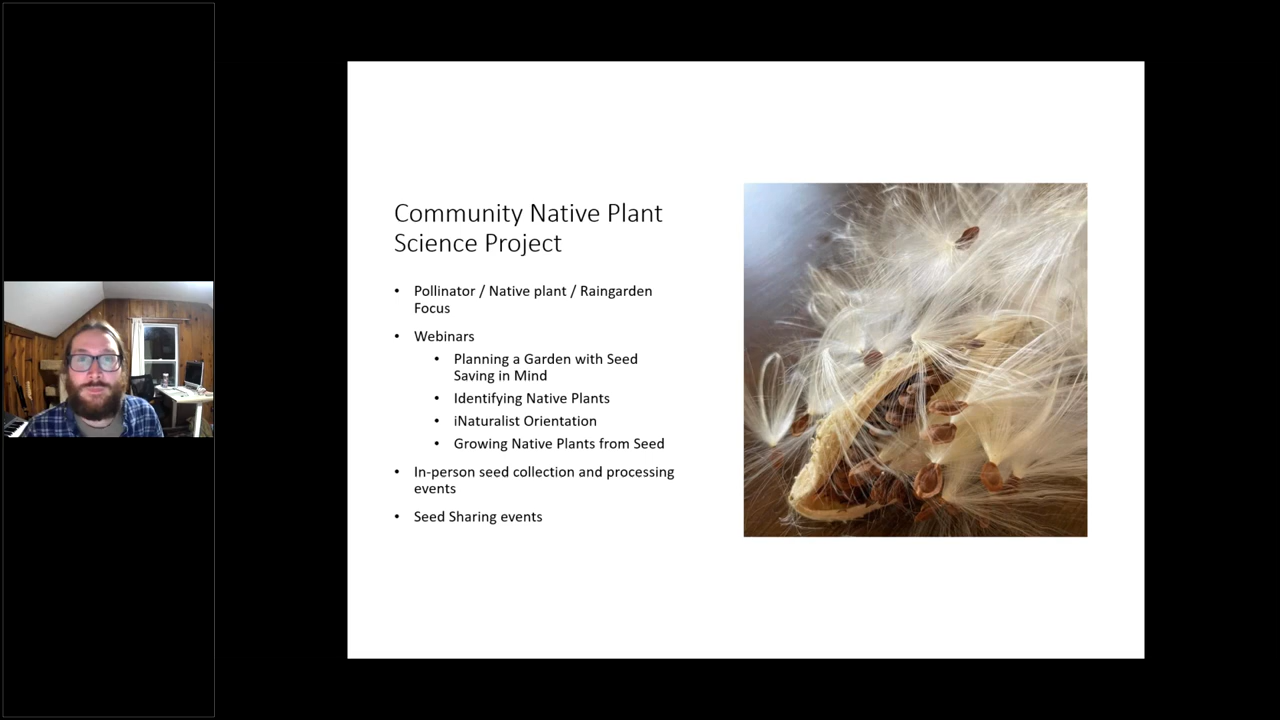 Community Native Plant
Science Project
• Pollinator / Native plant / Raingarden
Focus
• Webinars
• Planning a Garden with Seed
Saving in Mind
• Identifying Native Plants
• iNaturalist Orientation
• Growing Native Plants from Seed
• In-person seed collection and processing
events
• Seed Sharing events